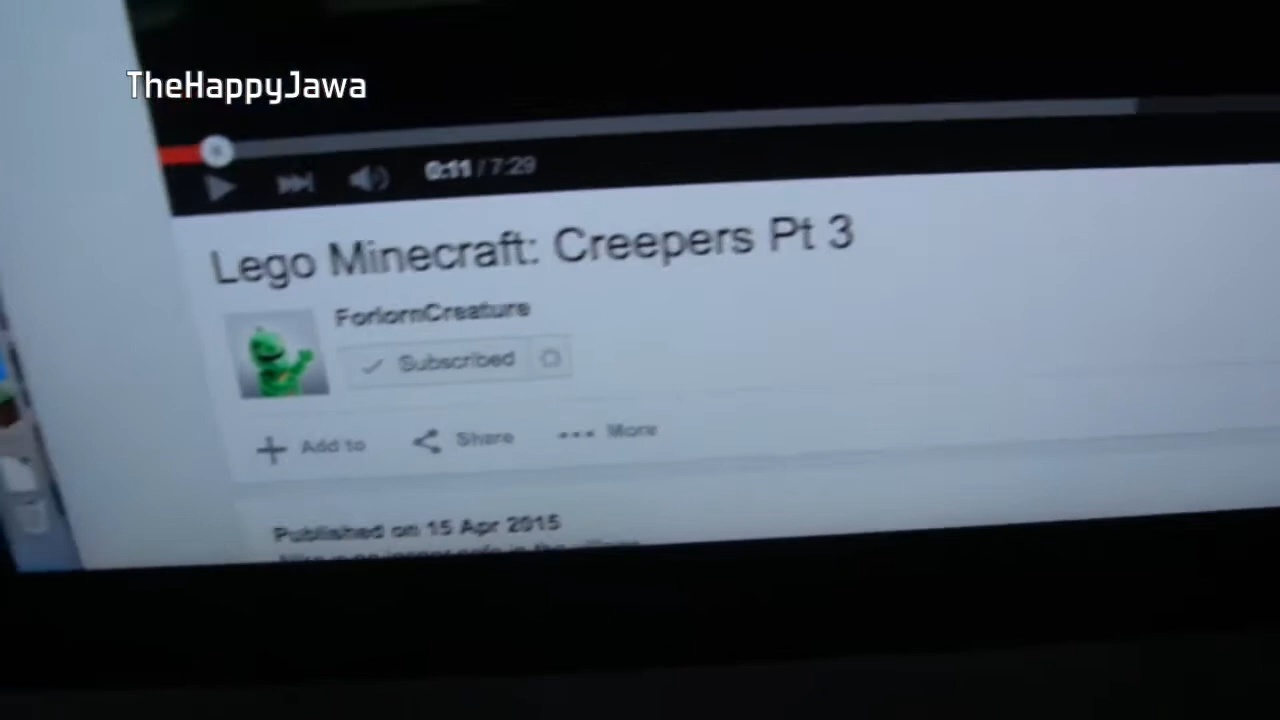 TheHappyJawa
0:11 / 7:29
Lego Minecraft: Creepers Pt 3
ForlornCreature
Subscribed
Add to
Share
More
Published on 15 Apr 2015